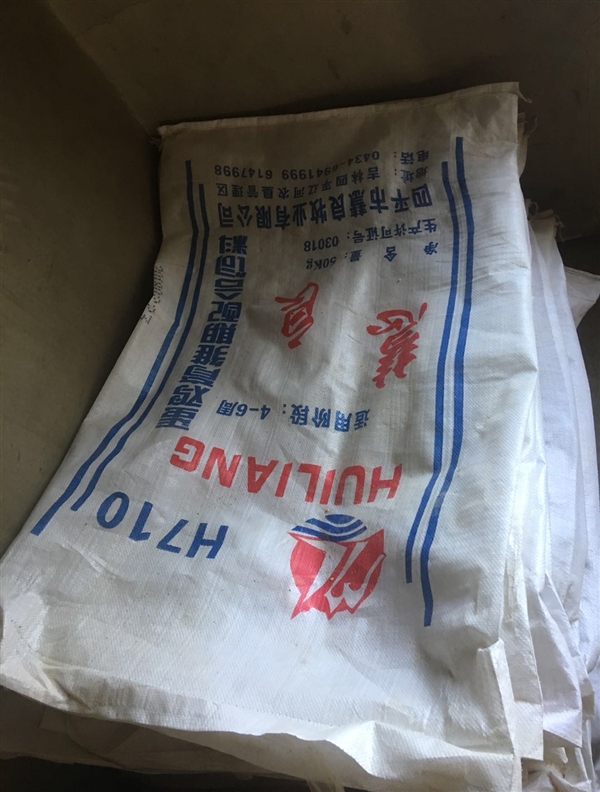 H710
HUILIANG
适用阶段：4-6周
慧 良
蛋鸡育雏期配合饲料
净 含 量：50Kg
生产许可证号：03018
四平市慧良牧业有限公司
地址：吉林四平辽河农垦管理区
电话：0434-6941999 6147998